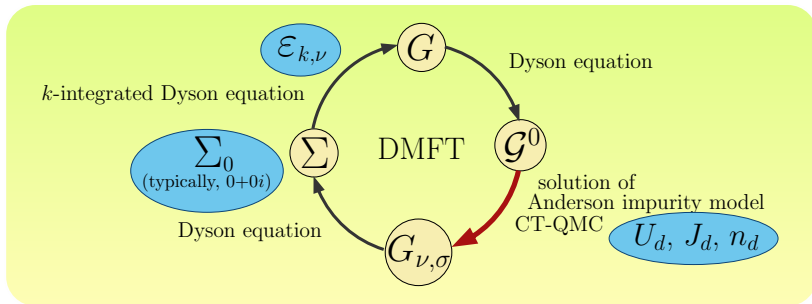 ε_{k,ν}
G
Dyson equation
k-integrated Dyson equation
Σ_0
(typically, 0+0i)
Σ
DMFT
𝒢^0
solution of
Anderson impurity model
CT-QMC
U_d, J_d, n_d
Dyson equation
G_{ν,σ}